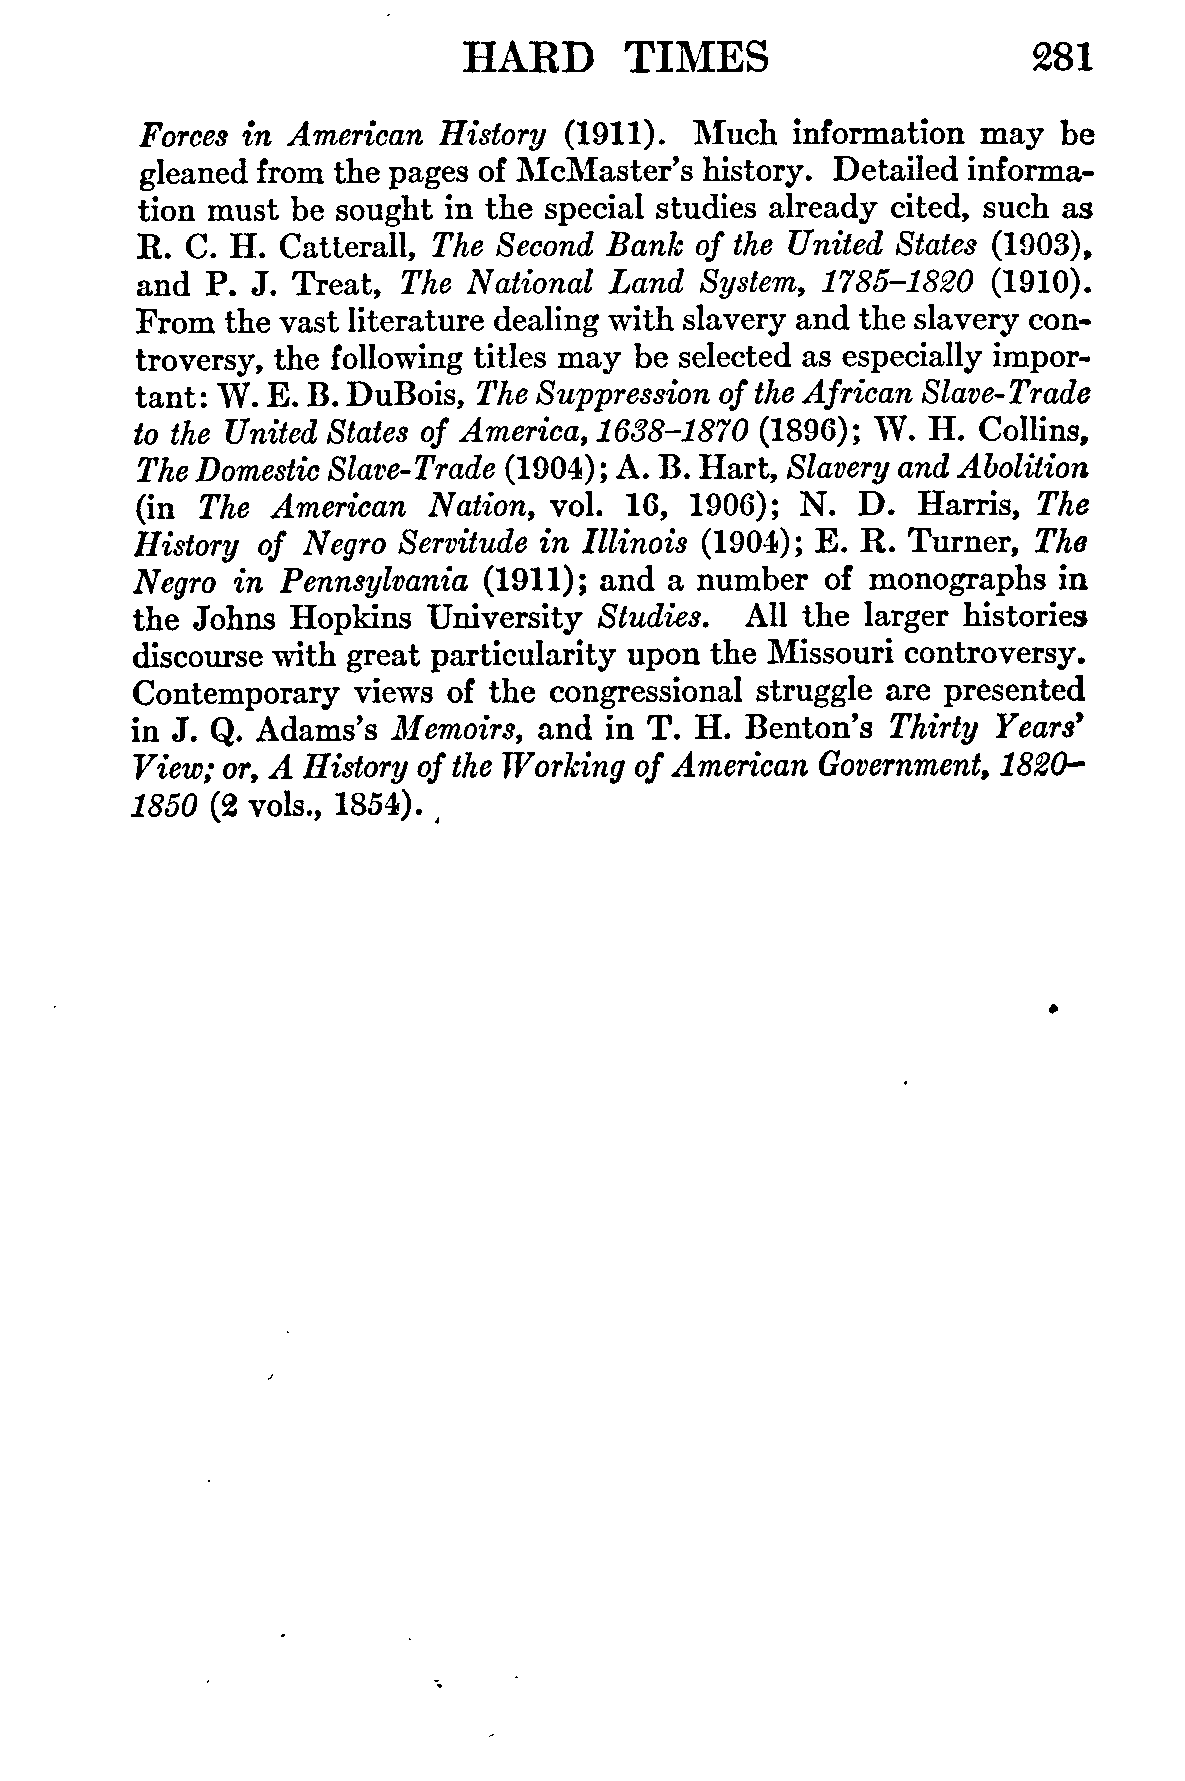 HARD TIMES 281
Forces in American History (1911). Much information may be
gleaned from the pages of McMaster's history. Detailed informa-
tion must be sought in the special studies already cited, such as
R. C. H. Catterall, The Second Bank of the United States (1903),
and P. J. Treat, The National Land System, 1785–1820 (1910).
From the vast literature dealing with slavery and the slavery con-
troversy, the following titles may be selected as especially impor-
tant: W. E. B. DuBois, The Suppression of the African Slave-Trade
to the United States of America, 1638–1870 (1896); W. H. Collins,
The Domestic Slave-Trade (1904); A. B. Hart, Slavery and Abolition
(in The American Nation, vol. 16, 1906); N. D. Harris, The
History of Negro Servitude in Illinois (1904); E. R. Turner, The
Negro in Pennsylvania (1911); and a number of monographs in
the Johns Hopkins University Studies. All the larger histories
discourse with great particularity upon the Missouri controversy.
Contemporary views of the congressional struggle are presented
in J. Q. Adams's Memoirs, and in T. H. Benton's Thirty Years'
View; or, A History of the Working of American Government, 1820–
1850 (2 vols., 1854).